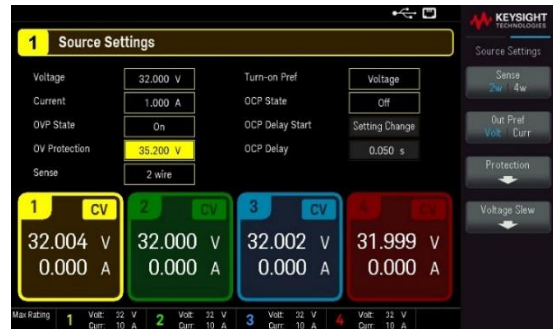 KEYSIGHT
TECHNOLOGIES
1 Source Settings
Source Settings
Voltage 32.000 V Turn-on Pref Voltage
Current 1.000 A OCP State Off
OVP State On OCP Delay Start Setting Change
OV Protection 35.200 V OCP Delay 0.050 s
Sense 2 wire
Sense
2w 4w
Out Pref
Volt Curr
Protection
Voltage Slew
1 CV 2 CV 3 CV 4 CV
32.004 V 32.000 V 32.002 V 31.999 V
0.000 A 0.000 A 0.000 A 0.000 A
Max Rating 1 Volt: 32 V 2 Volt: 32 V 3 Volt: 32 V 4 Volt: 32 V
Curr: 10 A Curr: 10 A Curr: 10 A Curr: 10 A